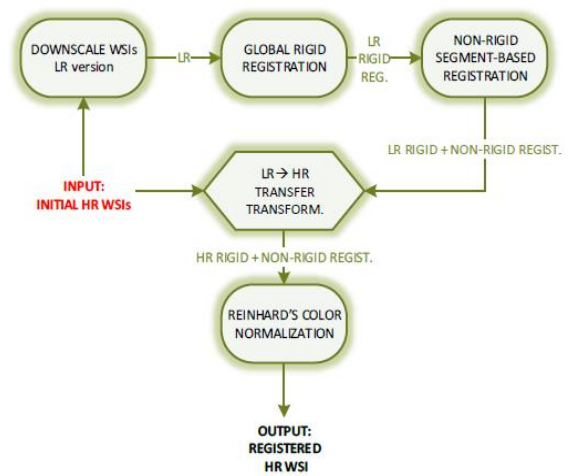 DOWNSCALE WSIs
LR version
LR
GLOBAL RIGID
REGISTRATION
LR
RIGID
REG.
NON-RIGID
SEGMENT-BASED
REGISTRATION
LR RIGID + NON-RIGID REGIST.
INPUT:
INITIAL HR WSIs
LR→ HR
TRANSFER
TRANSFORM.
HR RIGID + NON-RIGID REGIST.
REINHARD'S COLOR
NORMALIZATION
OUTPUT:
REGISTERED
HR WSI